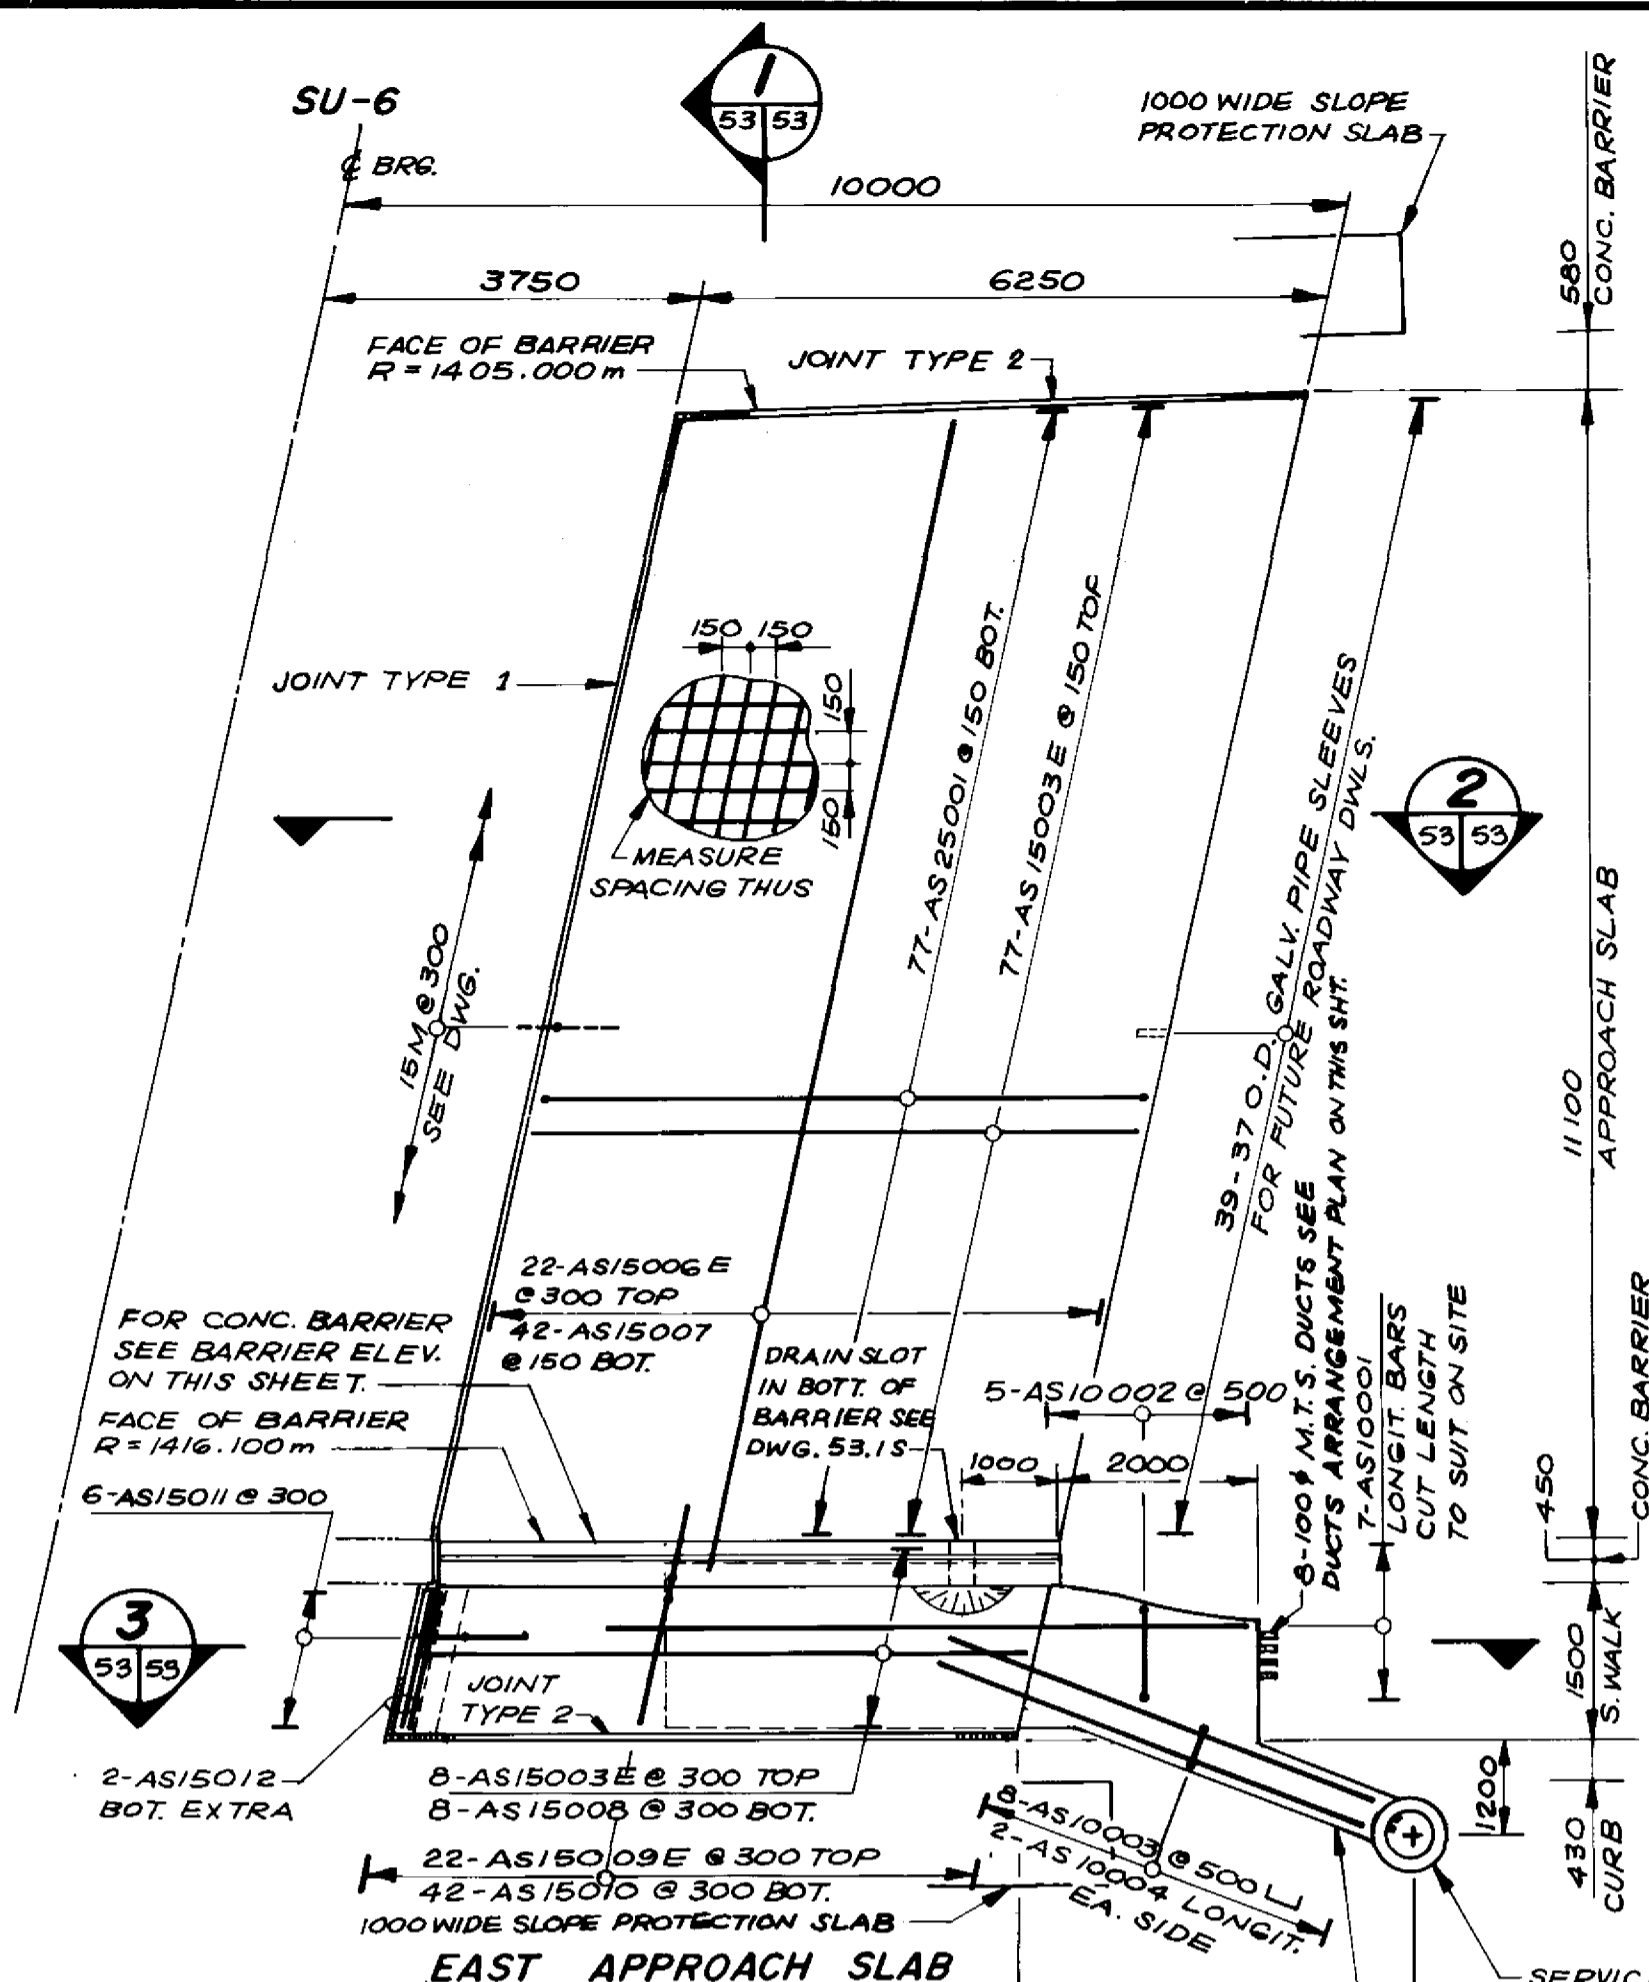 SU-6
℄ BRG.
1
53 53
1000 WIDE SLOPE
PROTECTION SLAB
10000
3750
6250
580
CONC. BARRIER
FACE OF BARRIER
R = 1405.000 m
JOINT TYPE 2
JOINT TYPE 1
150 150
150
150
MEASURE
SPACING THUS
77-AS25001 @ 150 BOT.
77-AS15003E @ 150 TOP
39-37 O.D. GALV. PIPE SLEEVES
FOR FUTURE ROADWAY DWLS.
2
53 53
11100
APPROACH SLAB
15M @ 300
SEE DWG.
22-AS15006E
@ 300 TOP
42-AS15007
@ 150 BOT.
FOR CONC. BARRIER
SEE BARRIER ELEV.
ON THIS SHEET.
FACE OF BARRIER
R = 1416.100 m
6-AS15011 @ 300
DRAIN SLOT
IN BOTT. OF
BARRIER SEE
DWG. 53.1S
5-AS10002 @ 500
1000
2000
8-100 ϕ M.T.S. DUCTS SEE
DUCTS ARRANGEMENT PLAN ON THIS SHT.
7-AS10001
LONGIT. BARS
CUT LENGTH
TO SUIT ON SITE
450
CONC. BARRIER
3
53 53
JOINT
TYPE 2
1500
S. WALK
2-AS15012
BOT. EXTRA
8-AS15003E @ 300 TOP
8-AS15008 @ 300 BOT.
22-AS15009E @ 300 TOP
42-AS15010 @ 300 BOT.
1000 WIDE SLOPE PROTECTION SLAB
8-AS10003 @ 500
2-AS10004 LONGIT.
EA. SIDE
1200
430
CURB
EAST APPROACH SLAB
SERVIC